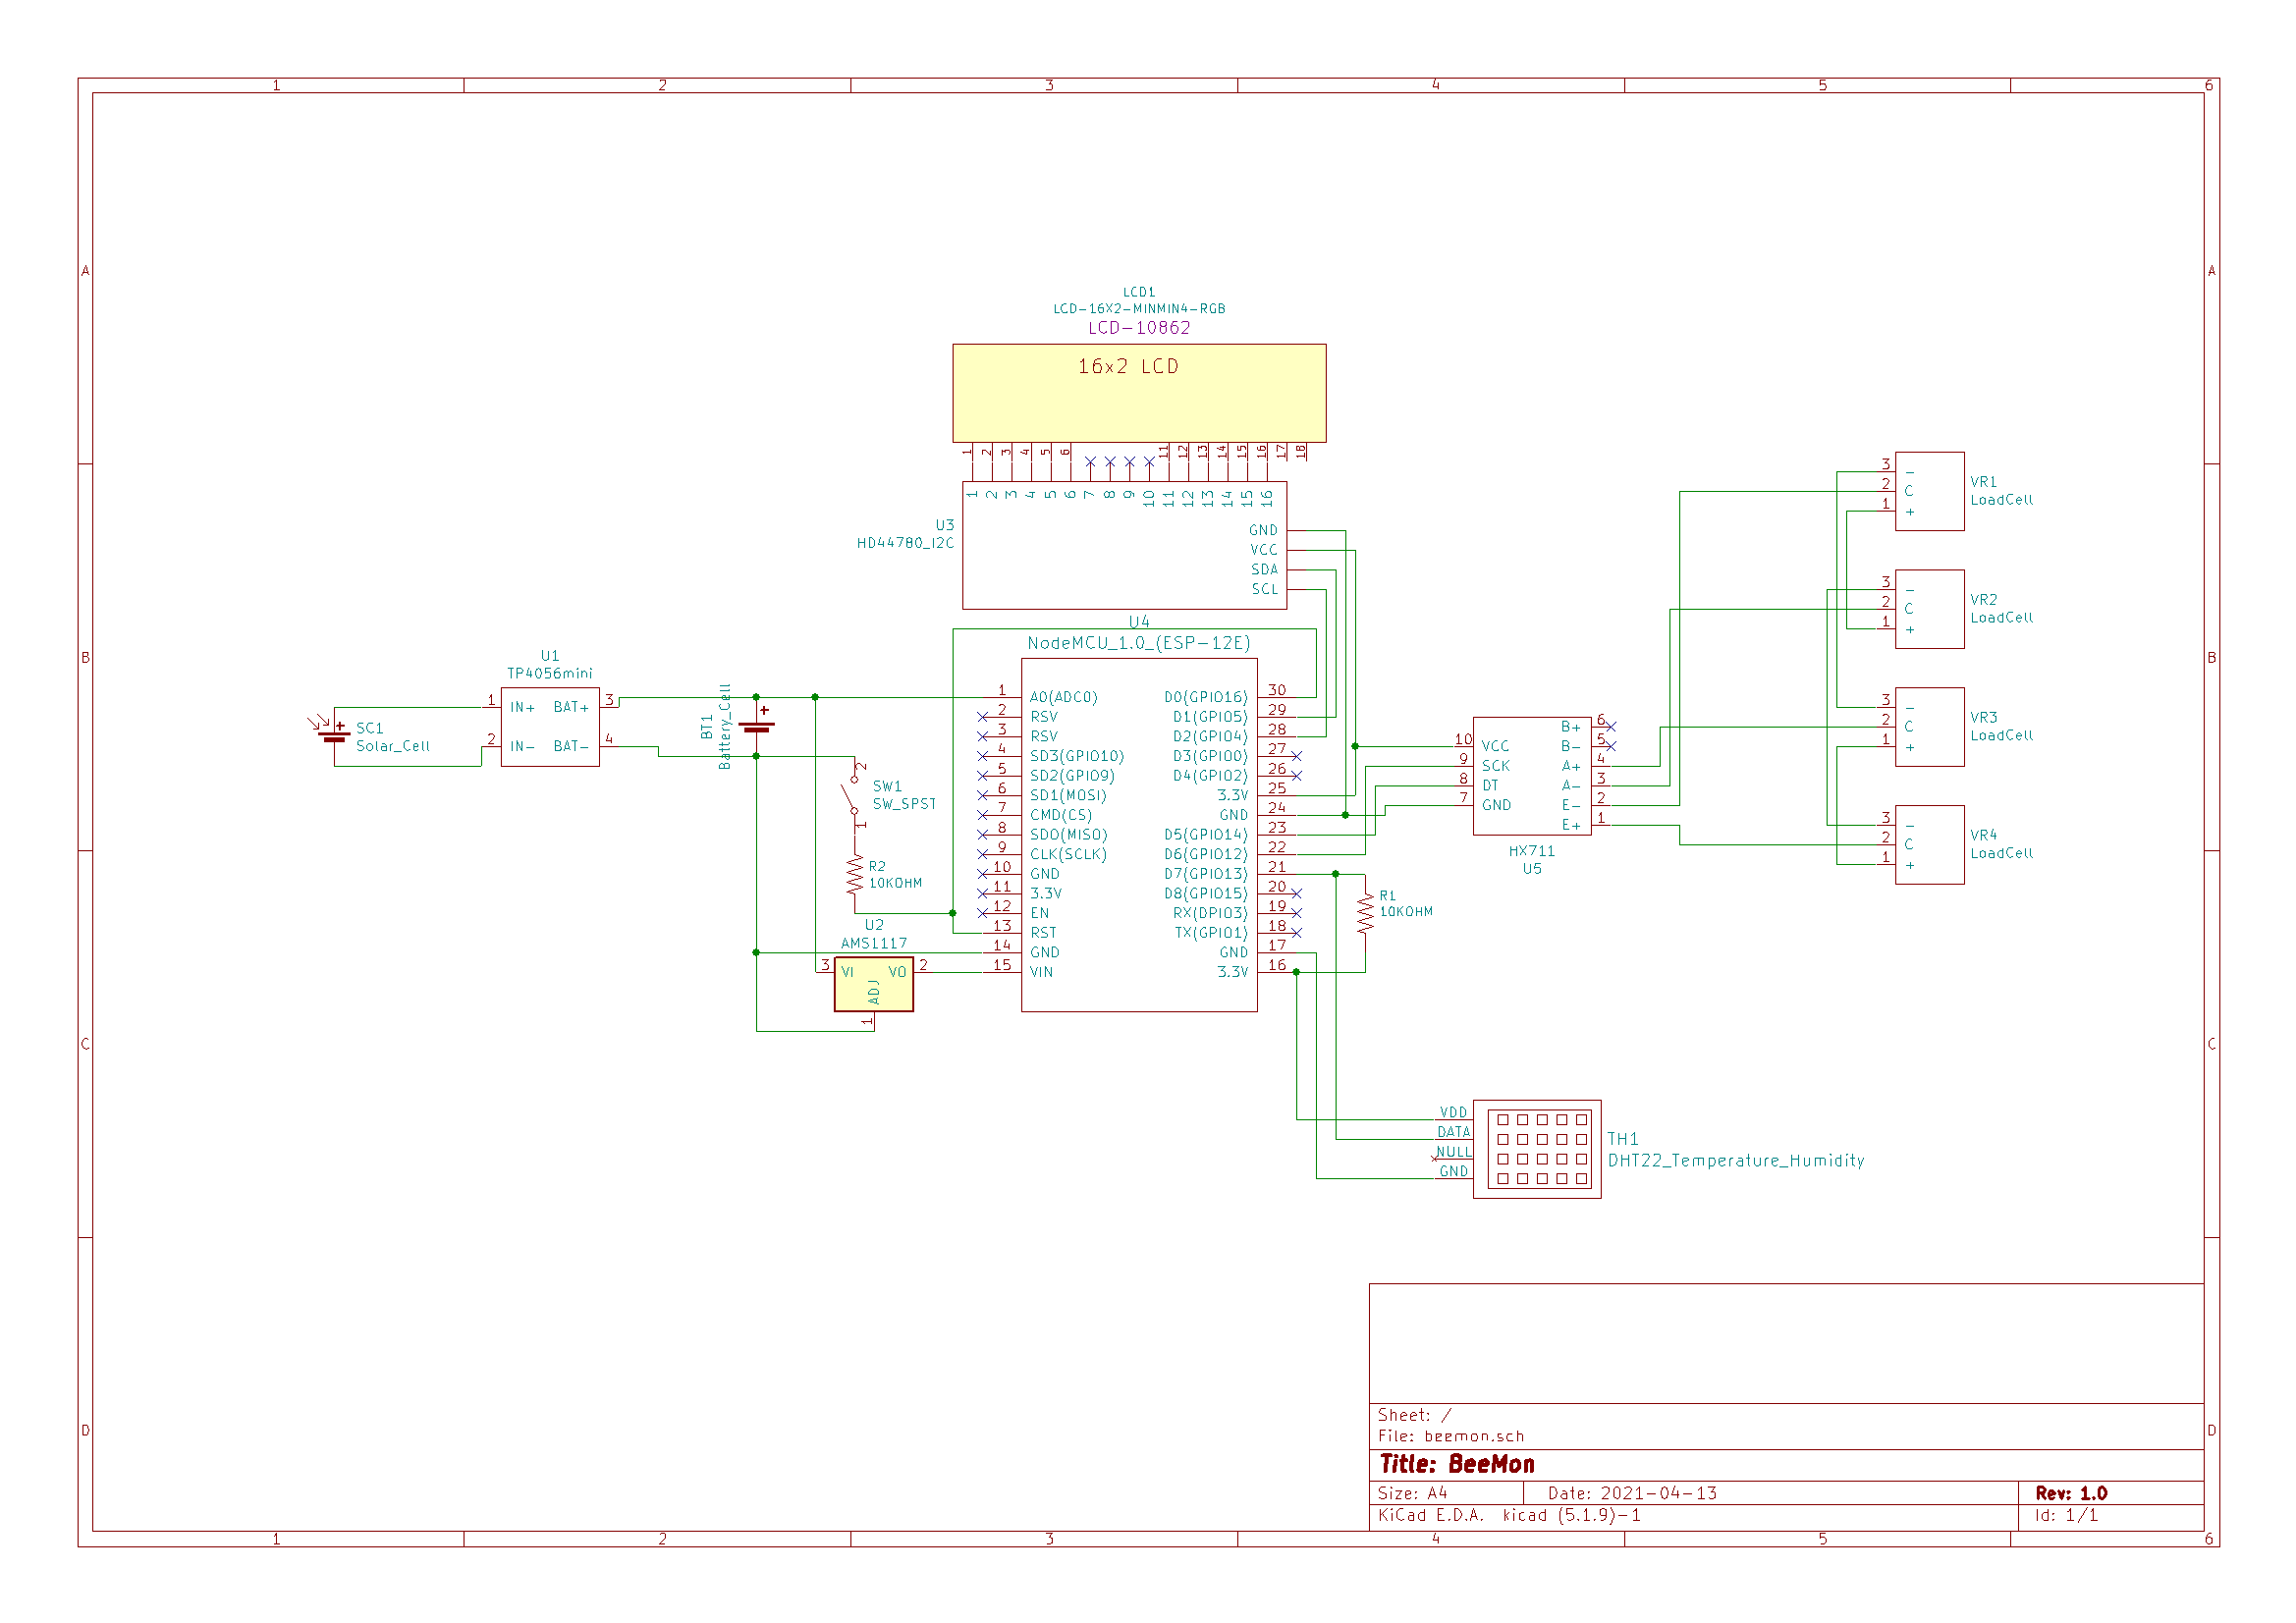 1 2 3 4 5 6
A A
LCD1
LCD-16X2-MINMIN4-RGB
LCD-10862
16x2 LCD
1 2 3 4 5 6 11 12 13 14 15 16 17 18
1 2 3 4 5 6 7 8 9 10 11 12 13 14 15 16
U3
HD44780_I2C
GND
VCC
SDA
SCL
3 -
2 C
1 +
VR1
LoadCell
3 -
2 C
1 +
VR2
LoadCell
3 -
2 C
1 +
VR3
LoadCell
3 -
2 C
1 +
VR4
LoadCell
B B
U1
TP4056mini
1 IN+ BAT+ 3
2 IN- BAT- 4
SC1
Solar_Cell
+
BT1
Battery_Cell
+
2
SW1
SW_SPST
1
R2
10KOHM
U2
AMS1117
3 VI VO 2
ADJ
1
U4
NodeMCU_1.0_(ESP-12E)
1 A0(ADC0) D0(GPIO16) 30
2 RSV D1(GPIO5) 29
3 RSV D2(GPIO4) 28
4 SD3(GPIO10) D3(GPIO0) 27
5 SD2(GPIO9) D4(GPIO2) 26
6 SD1(MOSI) 3.3V 25
7 CMD(CS) GND 24
8 SDO(MISO) D5(GPIO14) 23
9 CLK(SCLK) D6(GPIO12) 22
10 GND D7(GPIO13) 21
11 3.3V D8(GPIO15) 20
12 EN RX(DPIO3) 19
13 RST TX(GPIO1) 18
14 GND GND 17
15 VIN 3.3V 16
R1
10KOHM
B+ 6
10 VCC B- 5
9 SCK A+ 4
8 DT A- 3
7 GND E- 2
E+ 1
HX711
U5
C C
VDD
DATA
NULL
GND
TH1
DHT22_Temperature_Humidity
D D
Sheet: /
File: beemon.sch
Title: BeeMon
Size: A4 Date: 2021-04-13 Rev: 1.0
KiCad E.D.A. kicad (5.1.9)-1 Id: 1/1
1 2 3 4 5 6